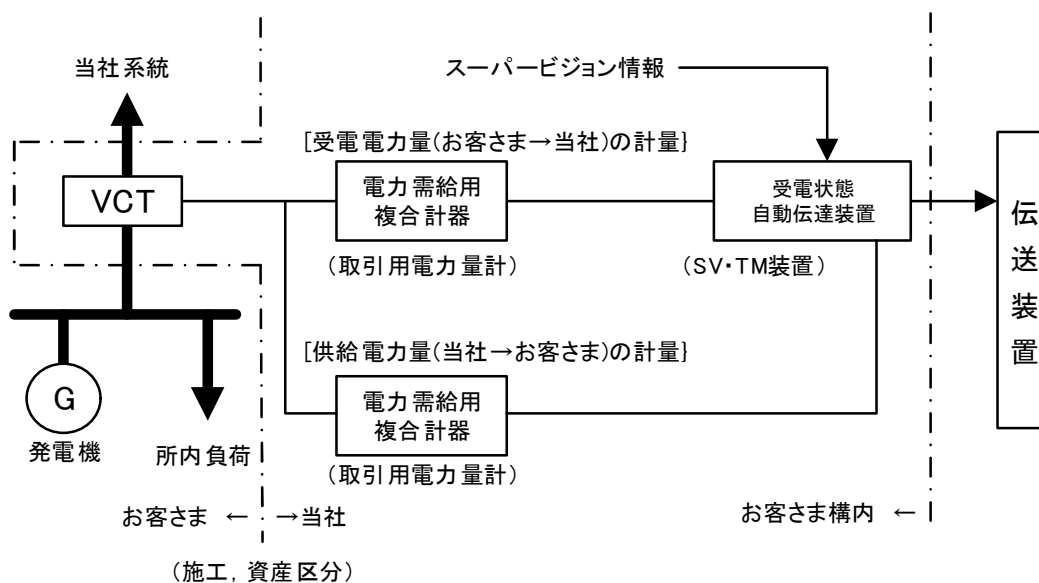 当社系統
スーパービジョン情報
[受電電力量(お客さま→当社)の計量}
VCT
電力需給用
複合計器
(取引用電力量計)
受電状態
自動伝達装置
(SV・TM装置)
伝
送
装
置
[供給電力量(当社→お客さま)の計量}
電力需給用
複合計器
(取引用電力量計)
G
発電機
所内負荷
お客さま ← →当社
(施工, 資産区分)
お客さま構内 ←